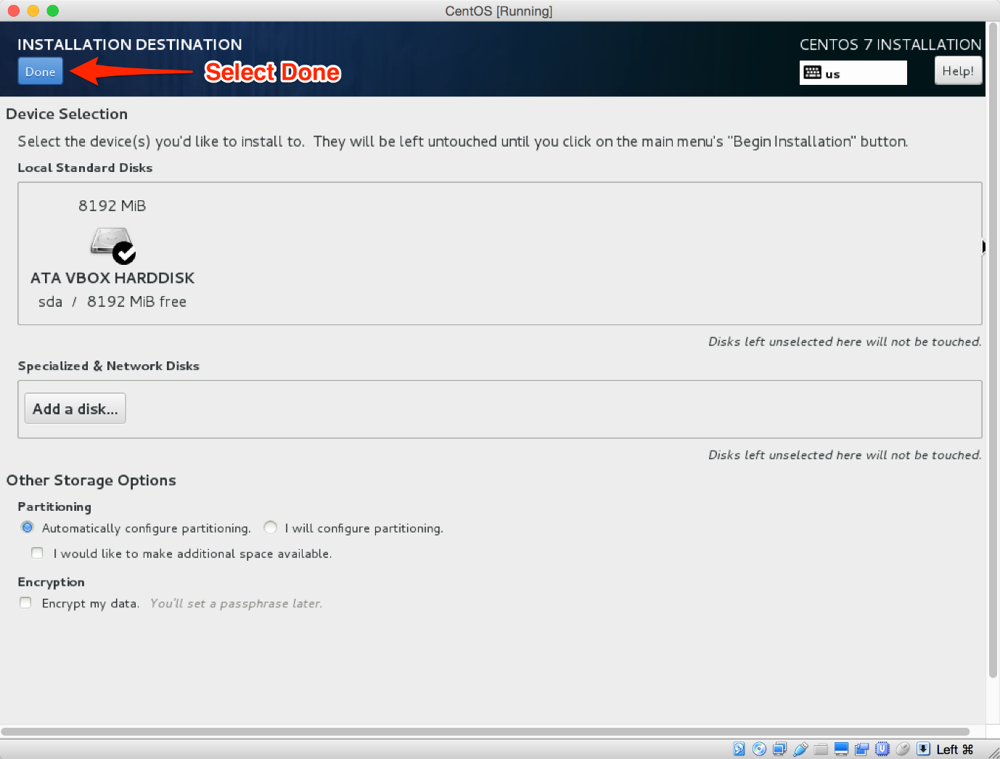 CentOS [Running]
INSTALLATION DESTINATION
CENTOS 7 INSTALLATION
Done
Select Done
us
Help!
Device Selection
Select the device(s) you'd like to install to.  They will be left untouched until you click on the main menu's "Begin Installation" button.
Local Standard Disks
8192 MiB
ATA VBOX HARDDISK
sda / 8192 MiB free
Disks left unselected here will not be touched.
Specialized & Network Disks
Add a disk...
Disks left unselected here will not be touched.
Other Storage Options
Partitioning
Automatically configure partitioning. I will configure partitioning.
I would like to make additional space available.
Encryption
Encrypt my data. You'll set a passphrase later.
Left ⌘